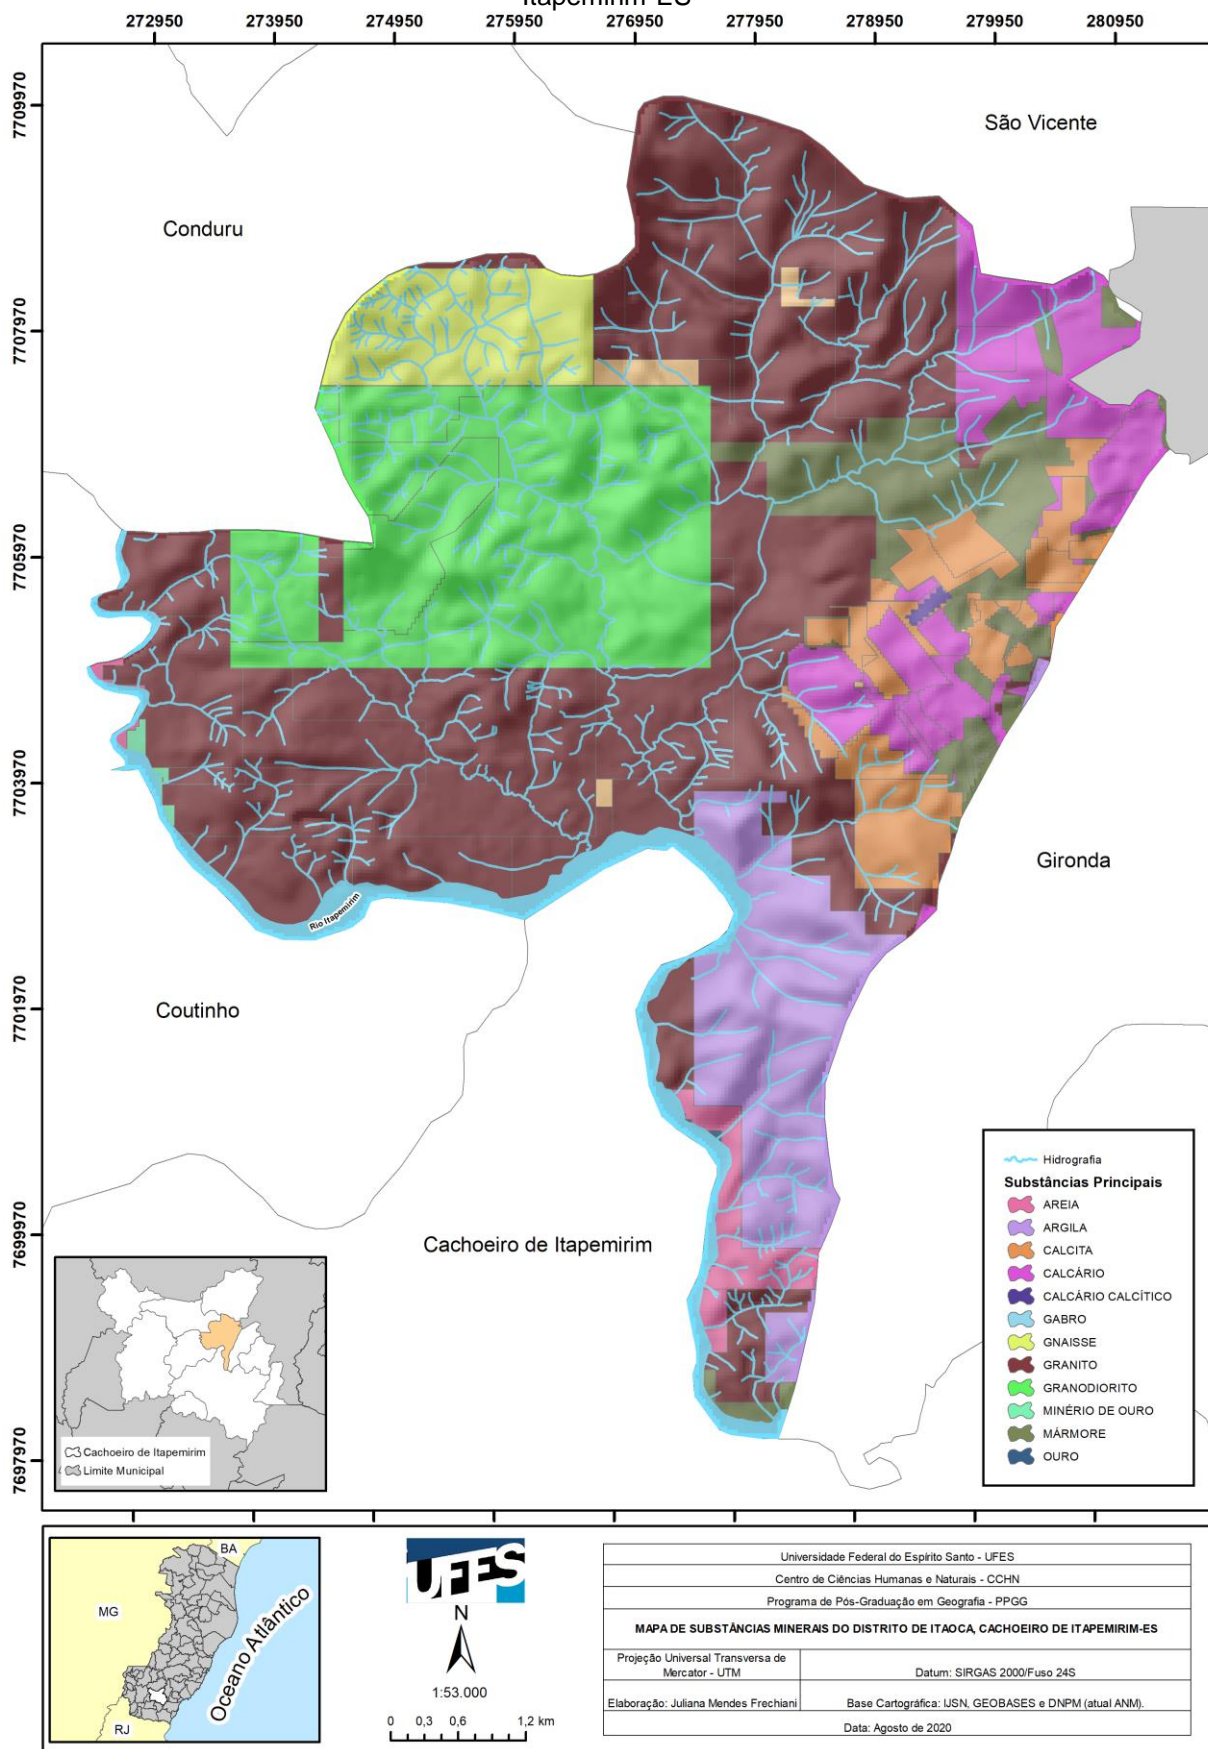 Itapemirim-ES
272950 273950 274950 275950 276950 277950 278950 279950 280950
7709970
7707970
7705970
7703970
7701970
7699970
7697970
São Vicente
Conduru
Gironda
Rio Itapemirim
Coutinho
Cachoeiro de Itapemirim
Hidrografia
Substâncias Principais
AREIA
ARGILA
CALCITA
CALCÁRIO
CALCÁRIO CALCÍTICO
GABRO
GNAISSE
GRANITO
GRANODIORITO
MINÉRIO DE OURO
MÁRMORE
OURO
Cachoeiro de Itapemirim
Limite Municipal
BA
MG
RJ
Oceano Atlântico
UFES
N
1:53.000
0 0,3 0,6 1,2 km
Universidade Federal do Espírito Santo - UFES
Centro de Ciências Humanas e Naturais - CCHN
Programa de Pós-Graduação em Geografia - PPGG
MAPA DE SUBSTÂNCIAS MINERAIS DO DISTRITO DE ITAOCA, CACHOEIRO DE ITAPEMIRIM-ES
Projeção Universal Transversa de
Mercator - UTM
Datum: SIRGAS 2000/Fuso 24S
Elaboração: Juliana Mendes Frechiani
Base Cartográfica: IJSN, GEOBASES e DNPM (atual ANM).
Data: Agosto de 2020